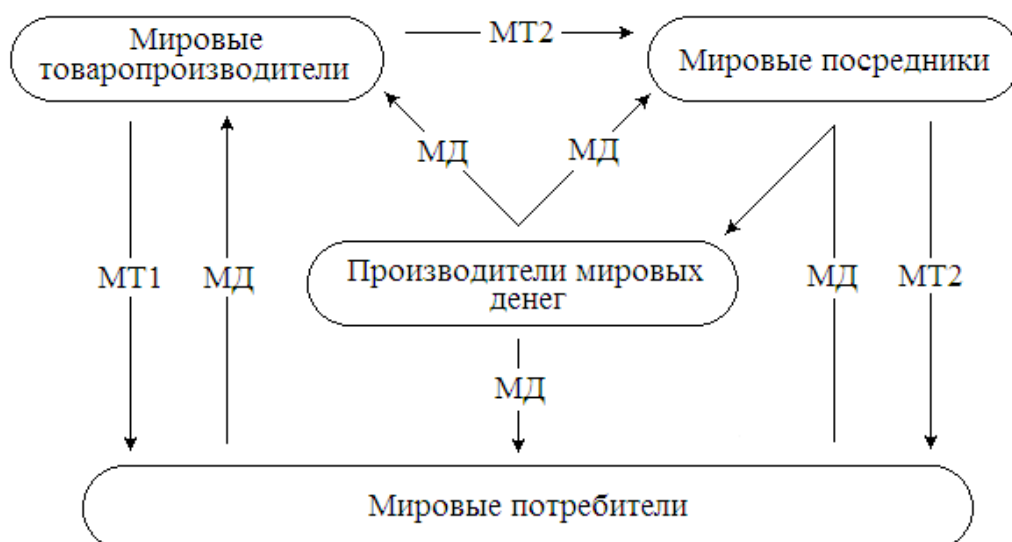 Мировые
товаропроизводители
МТ2
Мировые посредники
МД
МД
Производители мировых
денег
МТ1
МД
МД
МТ2
МД
Мировые потребители